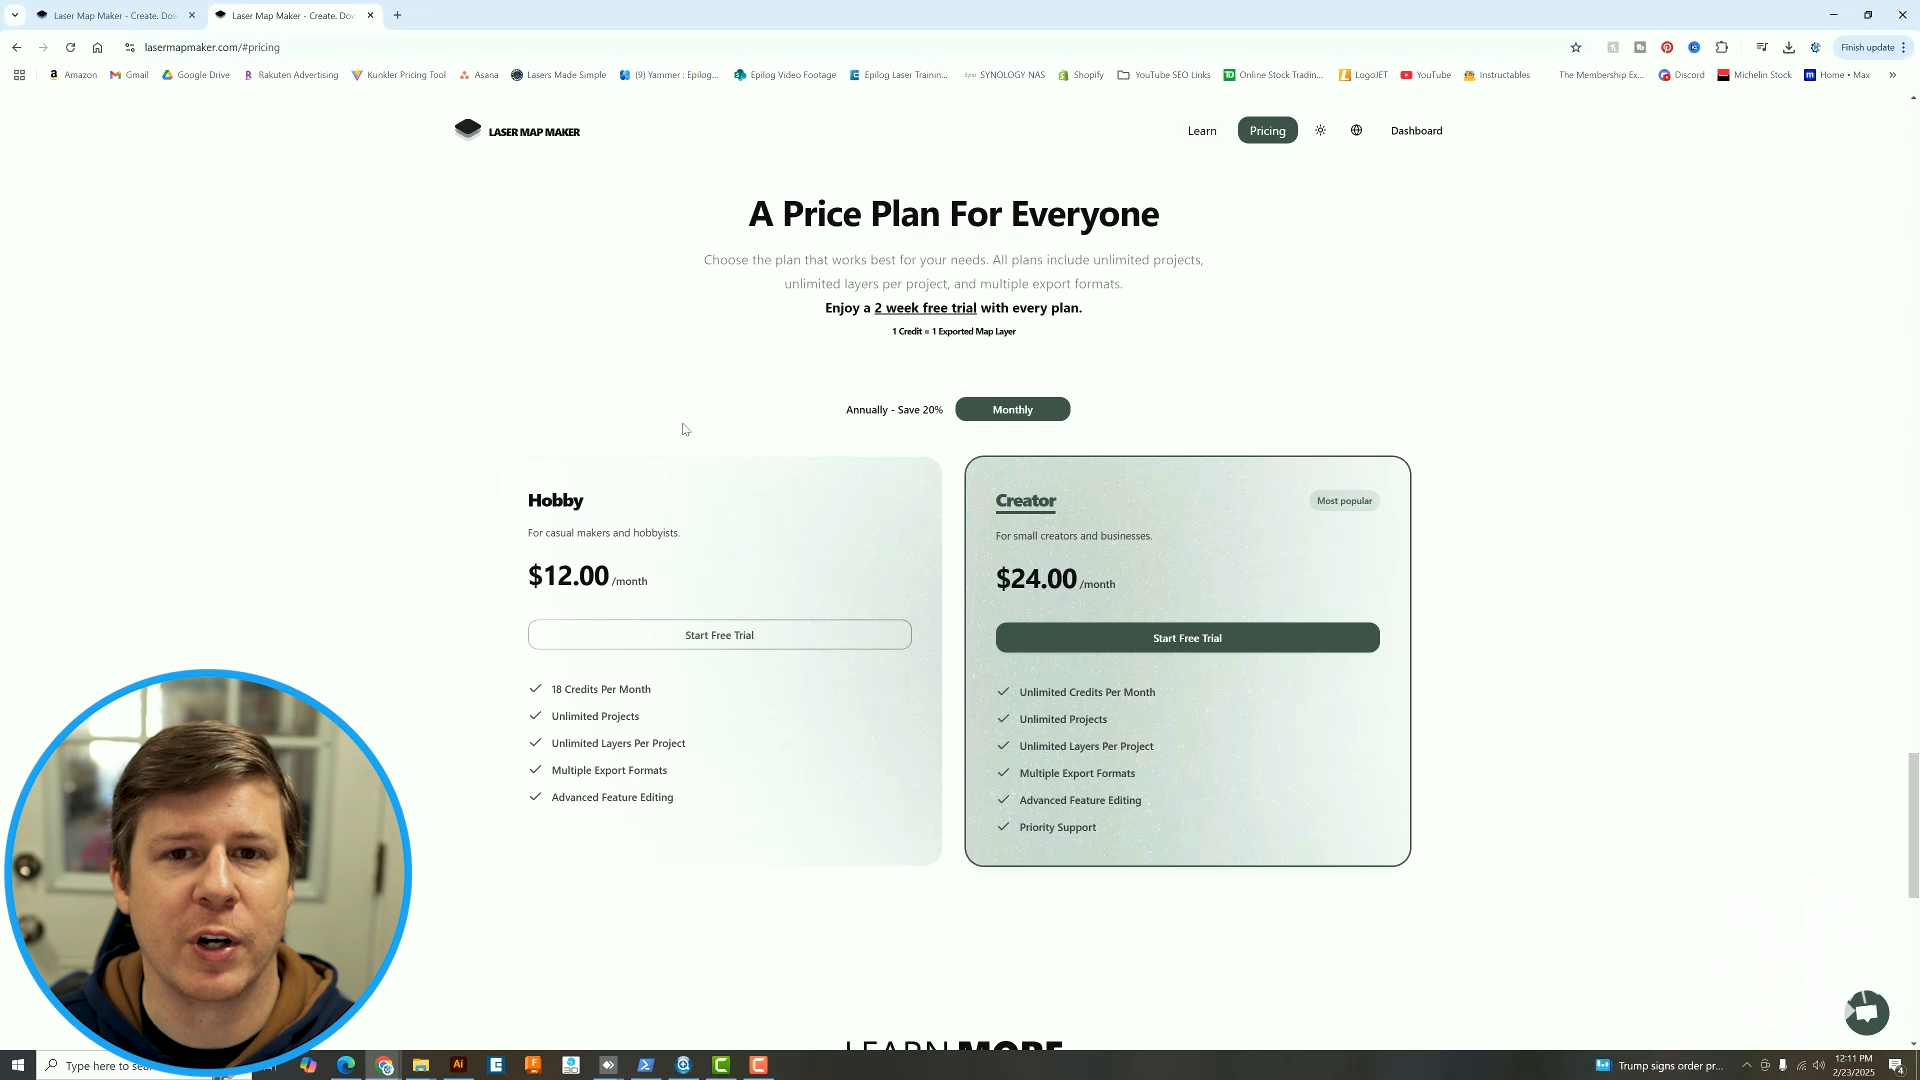 Laser Map Maker - Create. Dow
Laser Map Maker - Create. Dow
lasermapmaker.com/#pricing
Finish update
Amazon
Gmail
Google Drive
Rakuten Advertising
Kunkler Pricing Tool
Asana
Lasers Made Simple
(9) Yammer : Epilog...
Epilog Video Footage
Epilog Laser Trainin...
SYNOLOGY NAS
Shopify
YouTube SEO Links
Online Stock Tradin...
LogoJET
YouTube
Instructables
The Membership Ex...
Discord
Michelin Stock
Home • Max
LASER MAP MAKER
Learn
Pricing
Dashboard
A Price Plan For Everyone
Choose the plan that works best for your needs. All plans include unlimited projects,
unlimited layers per project, and multiple export formats.
Enjoy a 2 week free trial with every plan.
1 Credit = 1 Exported Map Layer
Annually - Save 20%
Monthly
Hobby
For casual makers and hobbyists.
$12.00 /month
Start Free Trial
18 Credits Per Month
Unlimited Projects
Unlimited Layers Per Project
Multiple Export Formats
Advanced Feature Editing
Creator
Most popular
For small creators and businesses.
$24.00 /month
Start Free Trial
Unlimited Credits Per Month
Unlimited Projects
Unlimited Layers Per Project
Multiple Export Formats
Advanced Feature Editing
Priority Support
LEARN MORE
Type here to sea
Trump signs order pr...
12:11 PM
2/23/2025